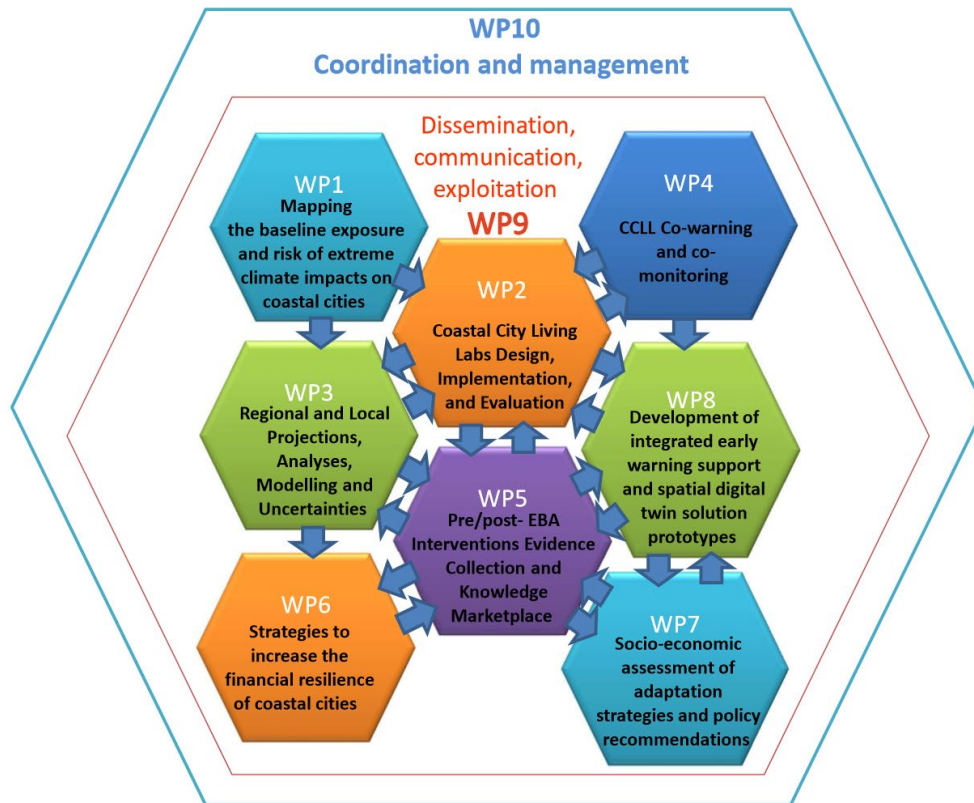 WP10
Coordination and management
Dissemination,
communication,
exploitation
WP9
WP1
Mapping
the baseline exposure
and risk of extreme
climate impacts on
coastal cities
WP4
CCLL Co-warning
and co-
monitoring
WP2
Coastal City Living
Labs Design,
Implementation,
and Evaluation
WP3
Regional and Local
Projections,
Analyses,
Modelling and
Uncertainties
WP8
Development of
integrated early
warning support
and spatial digital
twin solution
prototypes
WP5
Pre/post- EBA
Interventions Evidence
Collection and
Knowledge
Marketplace
WP6
Strategies to
increase the
financial resilience
of coastal cities
WP7
Socio-economic
assessment of
adaptation
strategies and policy
recommendations